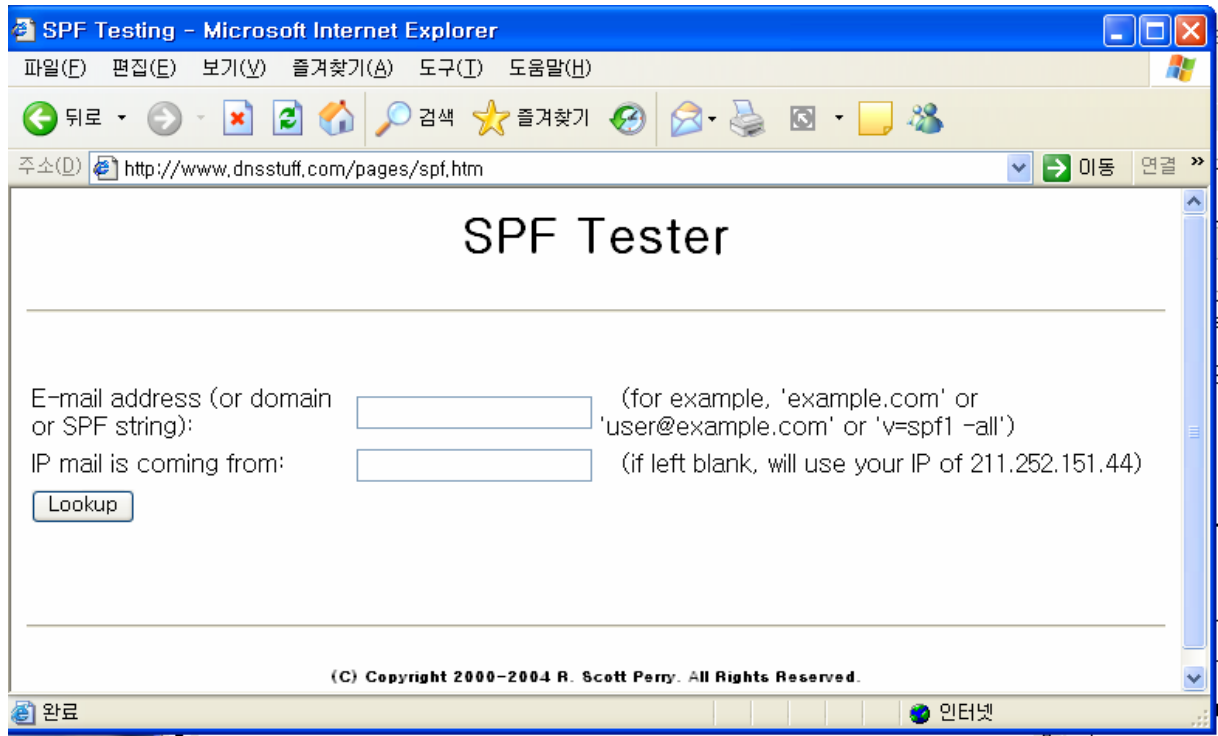 SPF Testing - Microsoft Internet Explorer
파일(F) 편집(E) 보기(V) 즐겨찾기(A) 도구(T) 도움말(H)
뒤로 검색 즐겨찾기
주소(D) http://www.dnsstuff.com/pages/spf.htm 이동 연결 »
SPF Tester
E-mail address (or domain or SPF string): (for example, 'example.com' or
'user@example.com' or 'v=spf1 -all')
IP mail is coming from: (if left blank, will use your IP of 211.252.151.44)
Lookup
(C) Copyright 2000-2004 R. Scott Perry. All Rights Reserved.
완료 인터넷